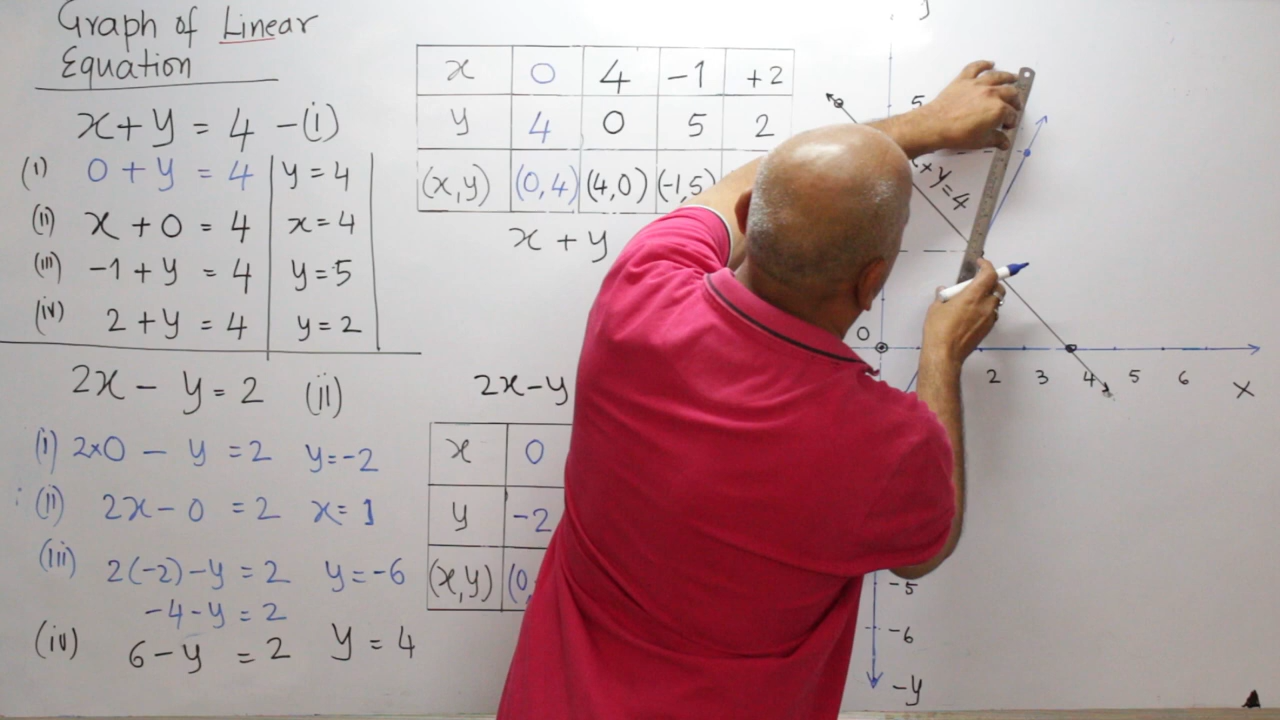 Graph of Linear
Equation
x+y = 4 -(i)
(i) 0 + y = 4 y = 4
(ii) x + 0 = 4 x = 4
(iii) -1 + y = 4 y = 5
(iv) 2 + y = 4 y = 2
2x - y = 2 (ii)
(i) 2×0 - y = 2 y = -2
(ii) 2x - 0 = 2 x = 1
(iii) 2(-2) - y = 2 y = -6
-4 - y = 2
(iv) 6 - y = 2 y = 4
x 0 4 -1 +2
y 4 0 5 2
(x,y) (0,4) (4,0) (-1,5)
x + y
2x-y
x 0
y -2
(x,y) (0,
y
5
x+y=4
0
2 3 4 5 6 X
-5
-6
-y